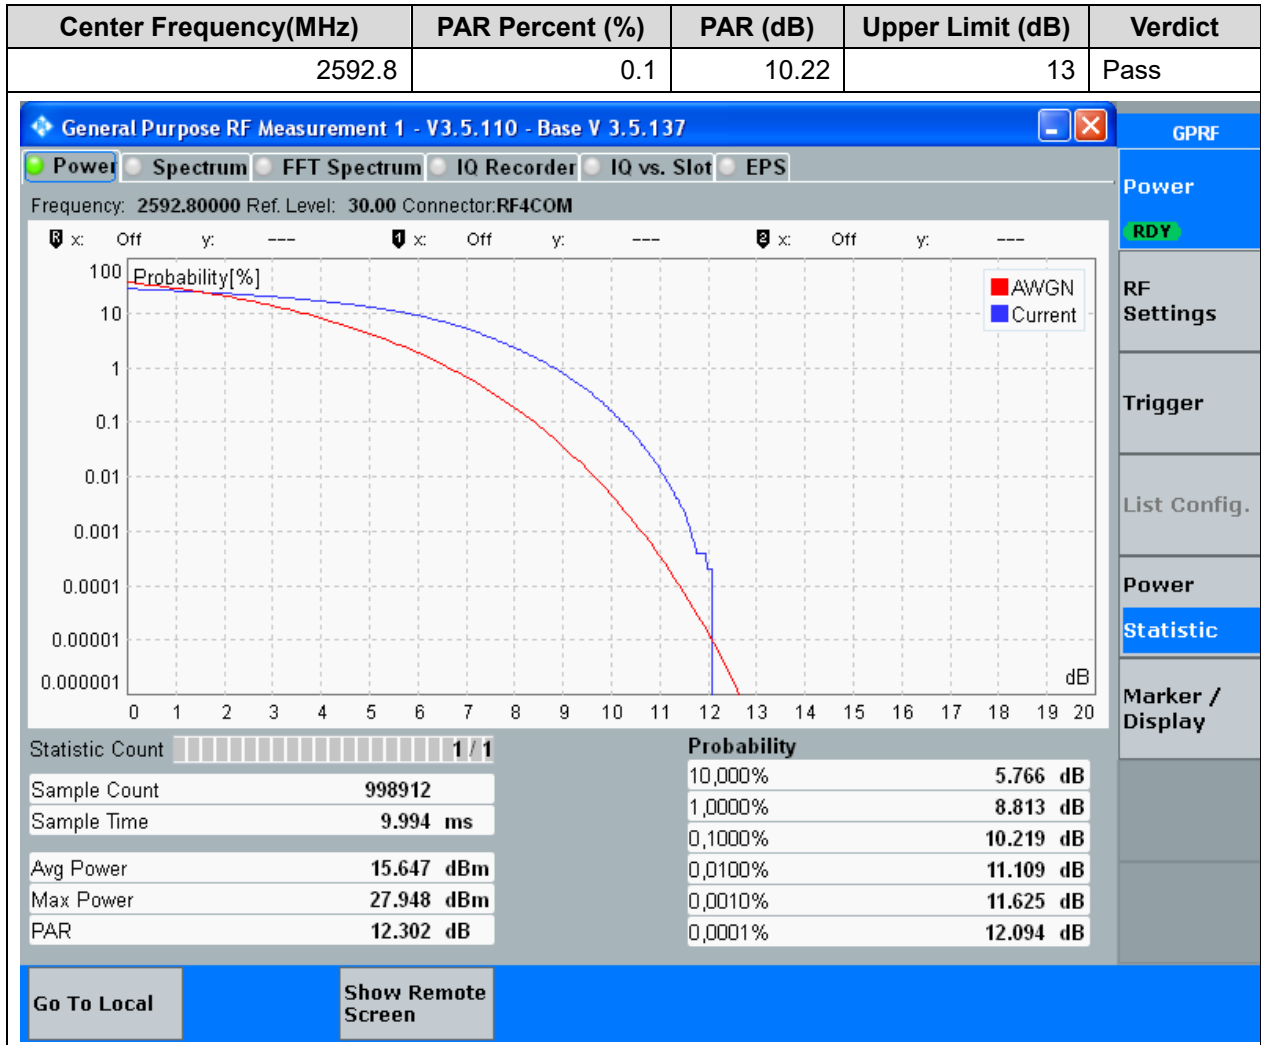 Center Frequency(MHz) PAR Percent (%) PAR (dB) Upper Limit (dB) Verdict
2592.8 0.1 10.22 13 Pass
General Purpose RF Measurement 1 - V3.5.110 - Base V 3.5.137
GPRF
Power Spectrum FFT Spectrum IQ Recorder IQ vs. Slot EPS
Power
RDY
Frequency: 2592.80000 Ref. Level: 30.00 Connector:RF4COM
R x: Off y: --- 1 x: Off y: --- 2 x: Off y: ---
Probability[%]
AWGN
Current
100
10
1
0.1
0.01
0.001
0.0001
0.00001
0.000001
dB
0 1 2 3 4 5 6 7 8 9 10 11 12 13 14 15 16 17 18 19 20
RF
Settings
Trigger
List Config.
Power
Statistic
Marker /
Display
Statistic Count 1 / 1
Sample Count 998912
Sample Time 9.994 ms
Avg Power 15.647 dBm
Max Power 27.948 dBm
PAR 12.302 dB
Probability
10,000% 5.766 dB
1,0000% 8.813 dB
0,1000% 10.219 dB
0,0100% 11.109 dB
0,0010% 11.625 dB
0,0001% 12.094 dB
Go To Local
Show Remote
Screen